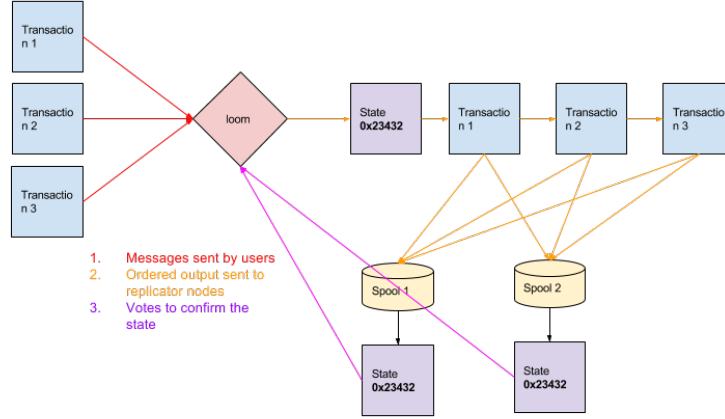 Transactio
n 1
Transactio
n 2
Transactio
n 3
loom
State
0x23432
Transactio
n 1
Transactio
n 2
Transactio
n 3
1. Messages sent by users
2. Ordered output sent to
replicator nodes
3. Votes to confirm the
state
Spool 1
Spool 2
State
0x23432
State
0x23432